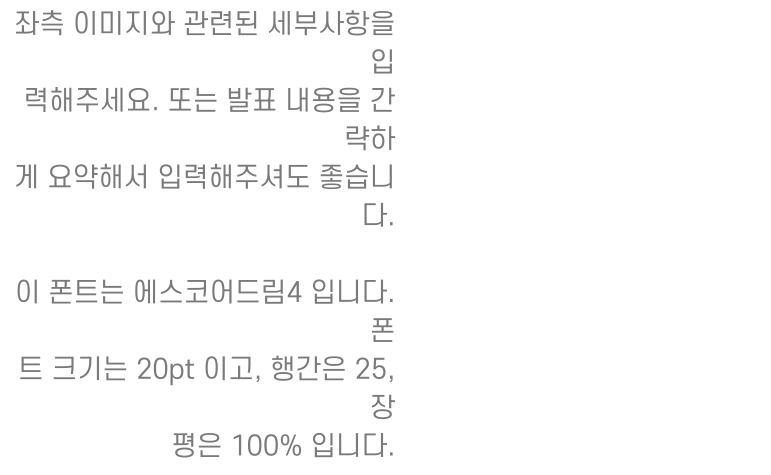 좌측 이미지와 관련된 세부사항을
입
력해주세요. 또는 발표 내용을 간
략하
게 요약해서 입력해주셔도 좋습니
다.
이 폰트는 에스코어드림4 입니다.
폰
트 크기는 20pt 이고, 행간은 25,
장
평은 100% 입니다.